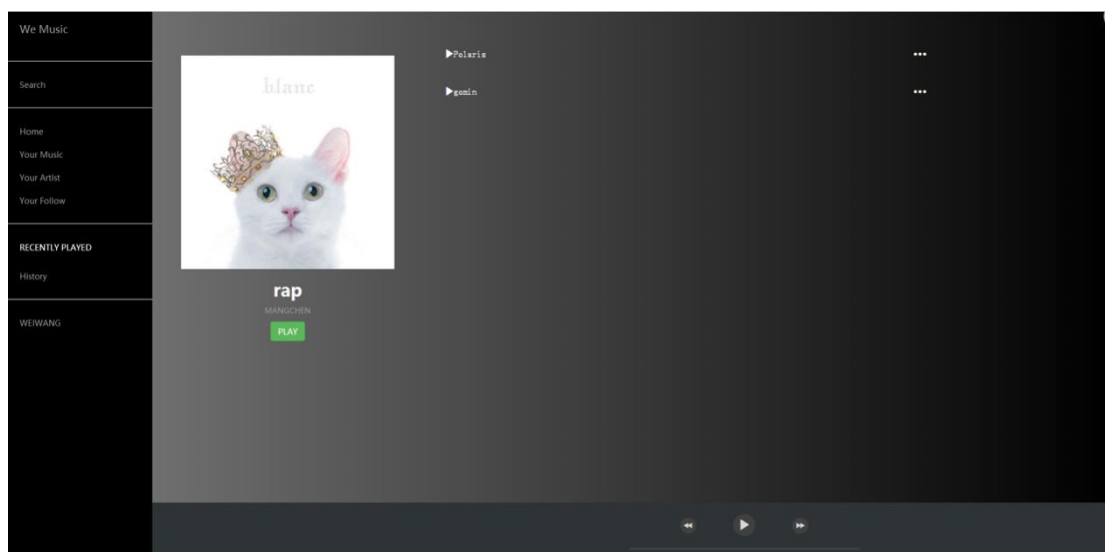 We Music
Search
Home
Your Music
Your Artist
Your Follow
RECENTLY PLAYED
History
WEIWANG
blanc
rap
MANGCHEN
PLAY
Polaris
gemin